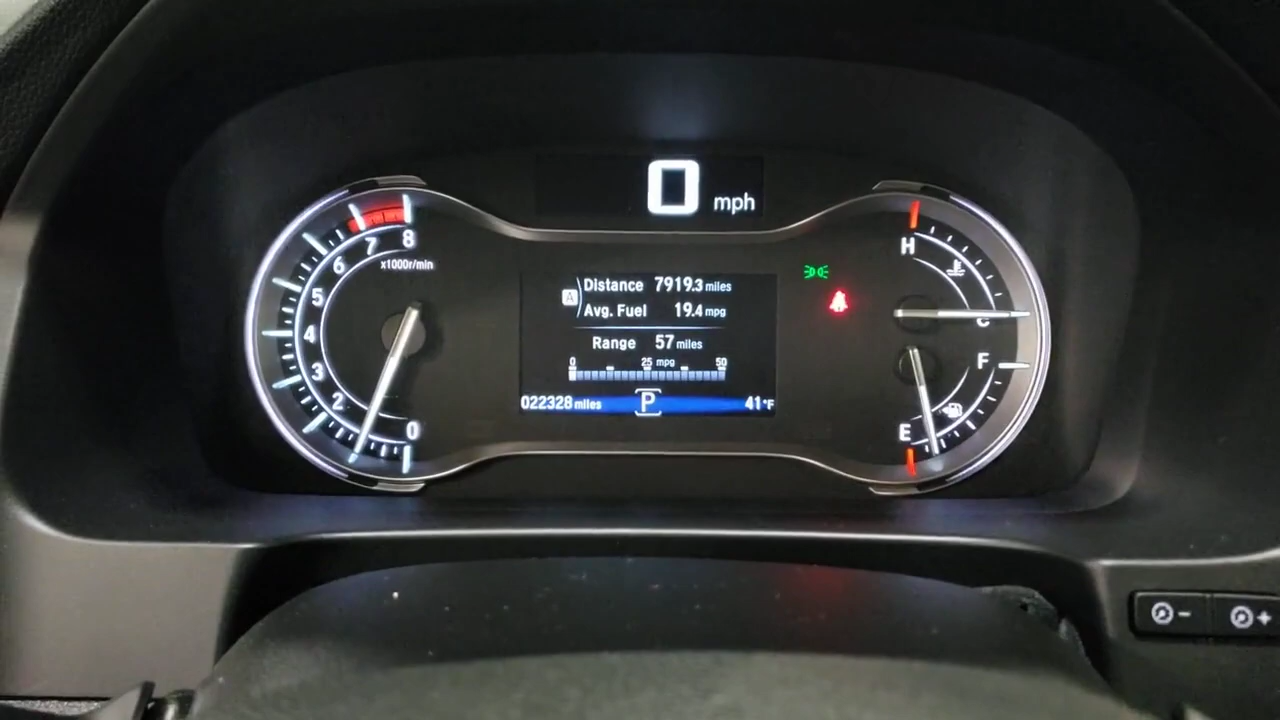 0 mph
8
7
6
5
4
3
2
0
x1000r/min
A
Distance 7919.3 miles
Avg. Fuel 19.4 mpg
Range 57 miles
0 25 mpg 50
022328 miles P 41°F
H
C
F
E
-
+